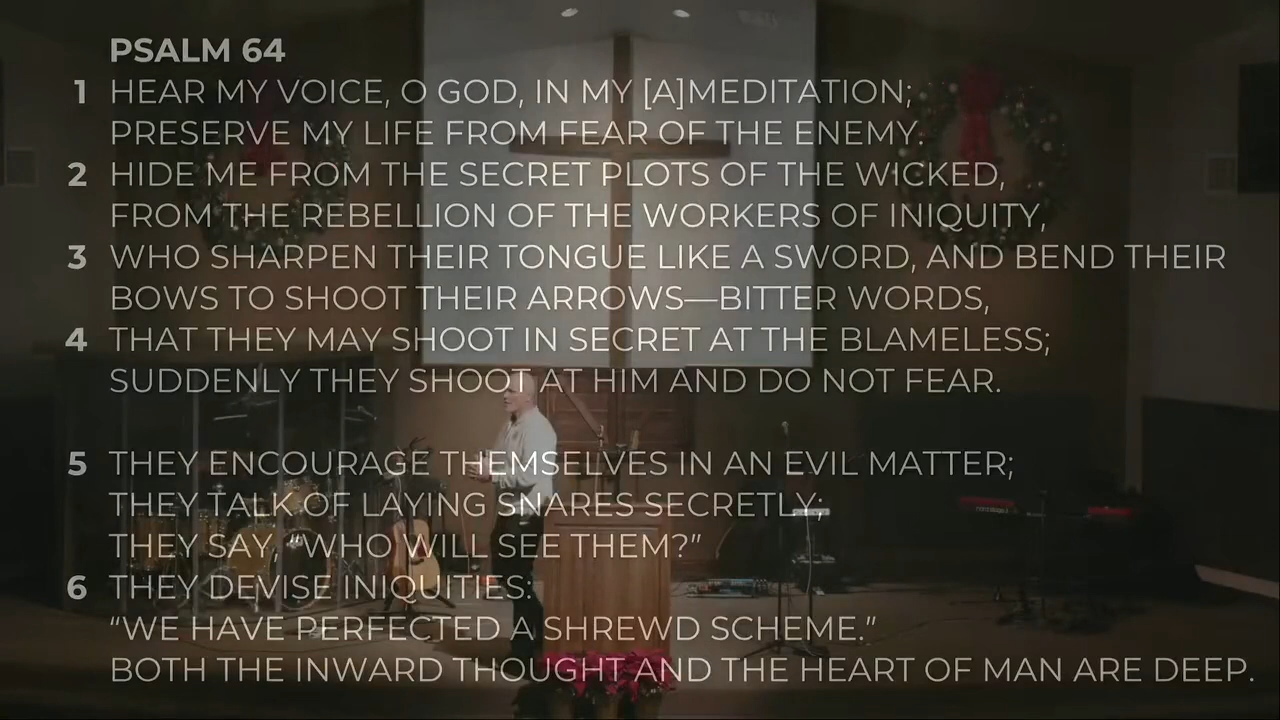 PSALM 64
1 HEAR MY VOICE, O GOD, IN MY [A]MEDITATION;
PRESERVE MY LIFE FROM FEAR OF THE ENEMY.
2 HIDE ME FROM THE SECRET PLOTS OF THE WICKED,
FROM THE REBELLION OF THE WORKERS OF INIQUITY,
3 WHO SHARPEN THEIR TONGUE LIKE A SWORD, AND BEND THEIR
BOWS TO SHOOT THEIR ARROWS—BITTER WORDS,
4 THAT THEY MAY SHOOT IN SECRET AT THE BLAMELESS;
SUDDENLY THEY SHOOT AT HIM AND DO NOT FEAR.
5 THEY ENCOURAGE THEMSELVES IN AN EVIL MATTER;
THEY TALK OF LAYING SNARES SECRETLY;
THEY SAY, “WHO WILL SEE THEM?”
6 THEY DEVISE INIQUITIES:
“WE HAVE PERFECTED A SHREWD SCHEME.”
BOTH THE INWARD THOUGHT AND THE HEART OF MAN ARE DEEP.